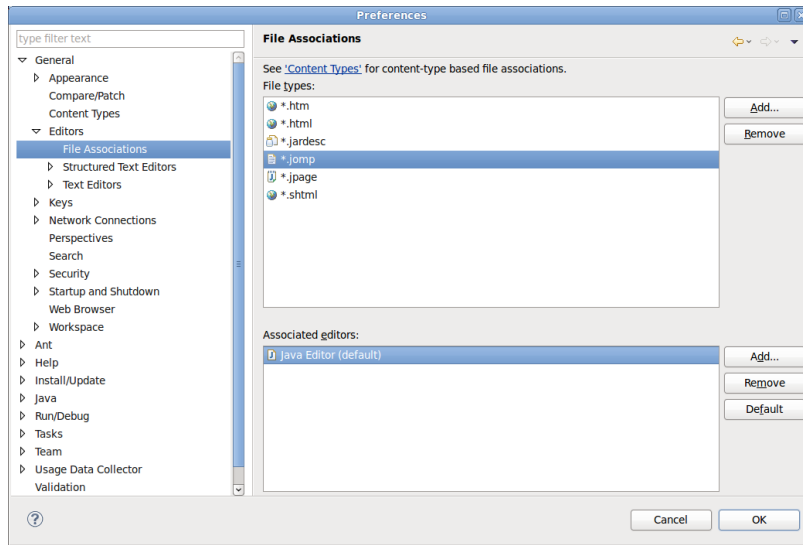 Preferences
type filter text
General
Appearance
Compare/Patch
Content Types
Editors
File Associations
Structured Text Editors
Text Editors
Keys
Network Connections
Perspectives
Search
Security
Startup and Shutdown
Web Browser
Workspace
Ant
Help
Install/Update
Java
Run/Debug
Tasks
Team
Usage Data Collector
Validation
File Associations
See 'Content Types' for content-type based file associations.
File types:
*.htm
*.html
*.jardesc
*.jomp
*.jpage
*.shtml
Add...
Remove
Associated editors:
Java Editor (default)
Add...
Remove
Default
Cancel
OK